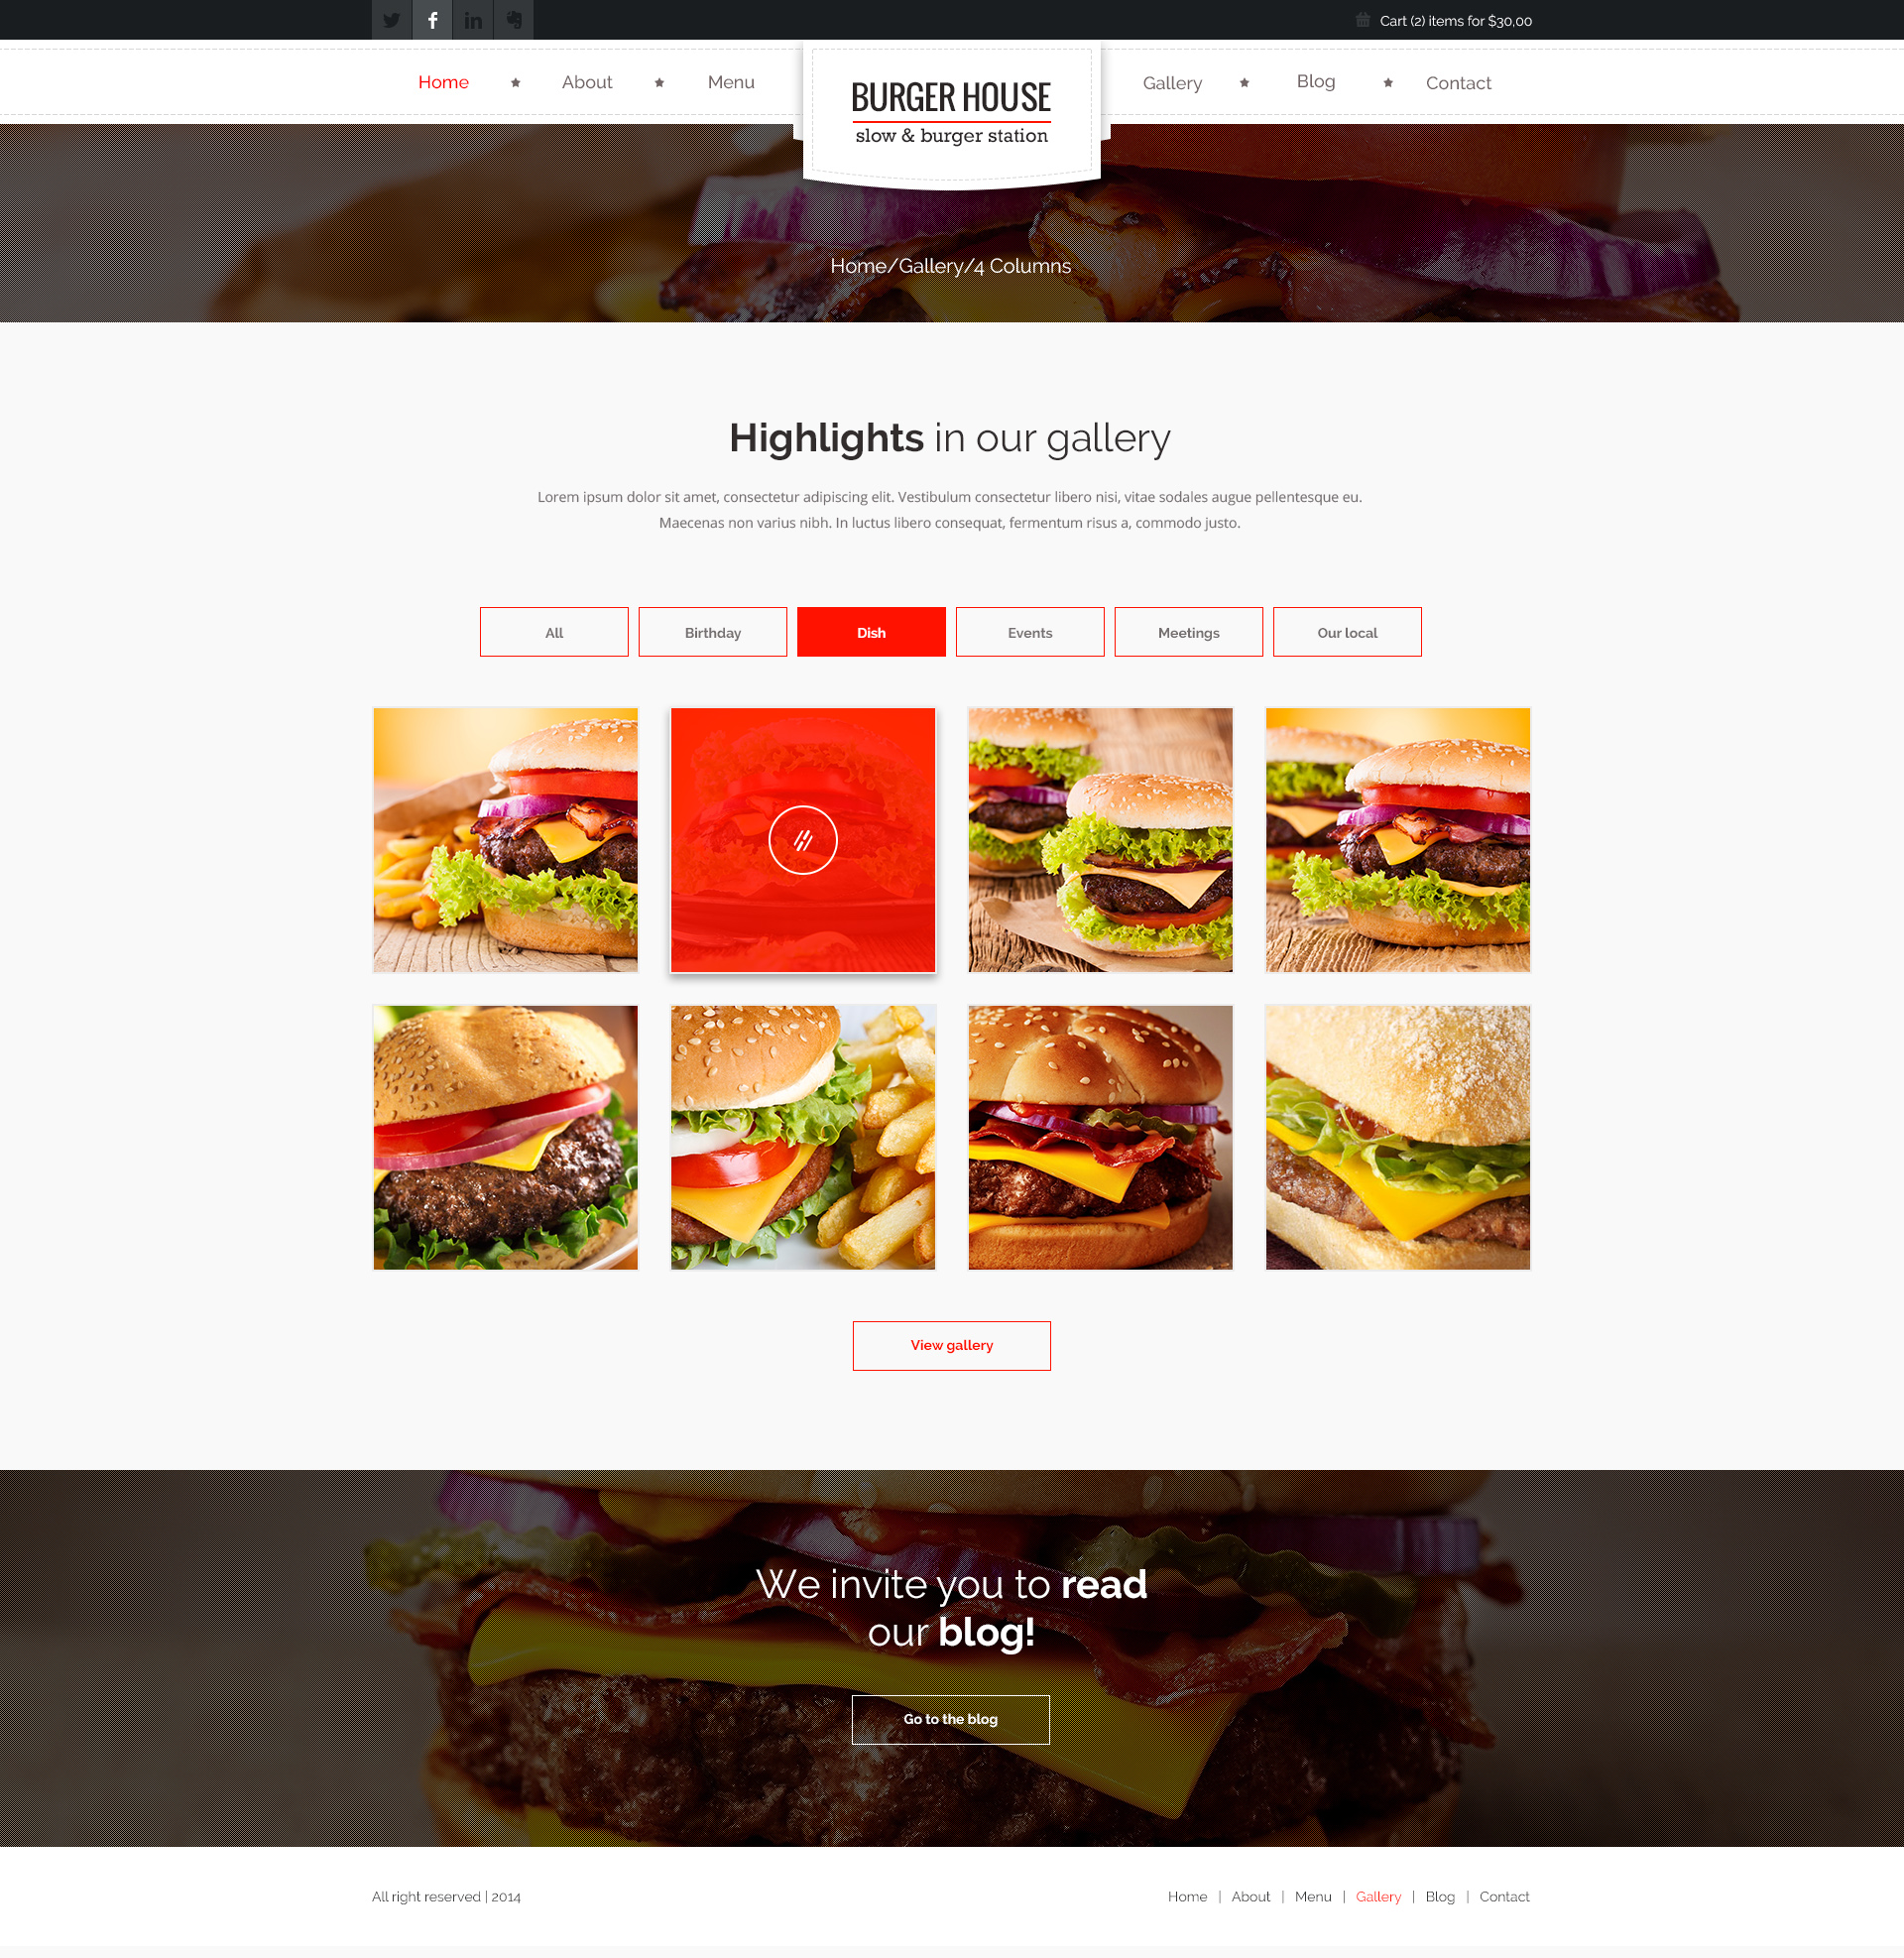 Cart (2) items for $30,00
Home
About
Menu
BURGER HOUSE
slow & burger station
Gallery
Blog
Contact
Home/Gallery/4 Columns
Highlights in our gallery
Lorem ipsum dolor sit amet, consectetur adipiscing elit. Vestibulum consectetur libero nisi, vitae sodales augue pellentesque eu.
Maecenas non varius nibh. In luctus libero consequat, fermentum risus a, commodo justo.
All
Birthday
Dish
Events
Meetings
Our local
View gallery
We invite you to read
our blog!
Go to the blog
All right reserved | 2014
Home | About | Menu | Gallery | Blog | Contact